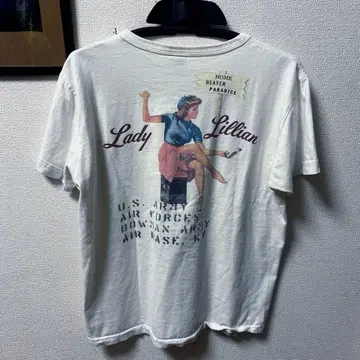 HOME
HEAVEN
PARADICE
Lady Lillian
U.S. ARMY
AIR FORCES
BOWMAN ARMY
AIR BASE, KY.